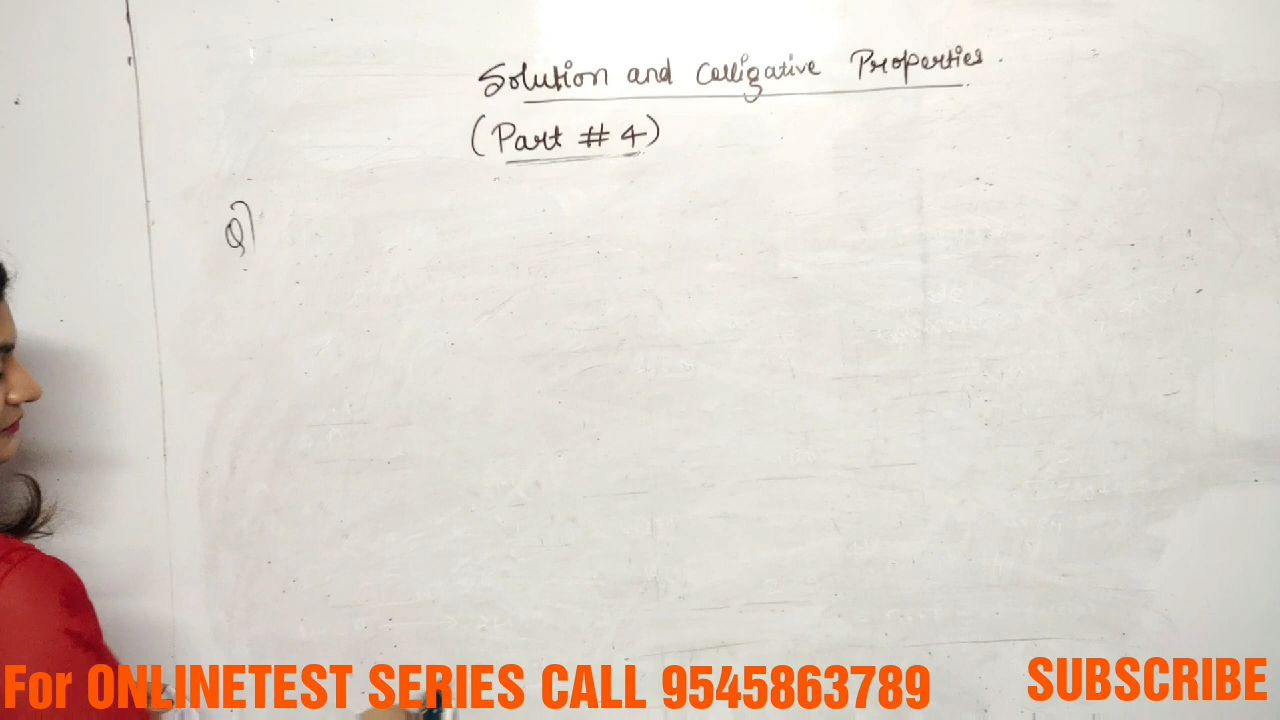 Solution and Colligative Properties.
(Part # 4)
Q)
For ONLINETEST SERIES CALL 9545863789
SUBSCRIBE